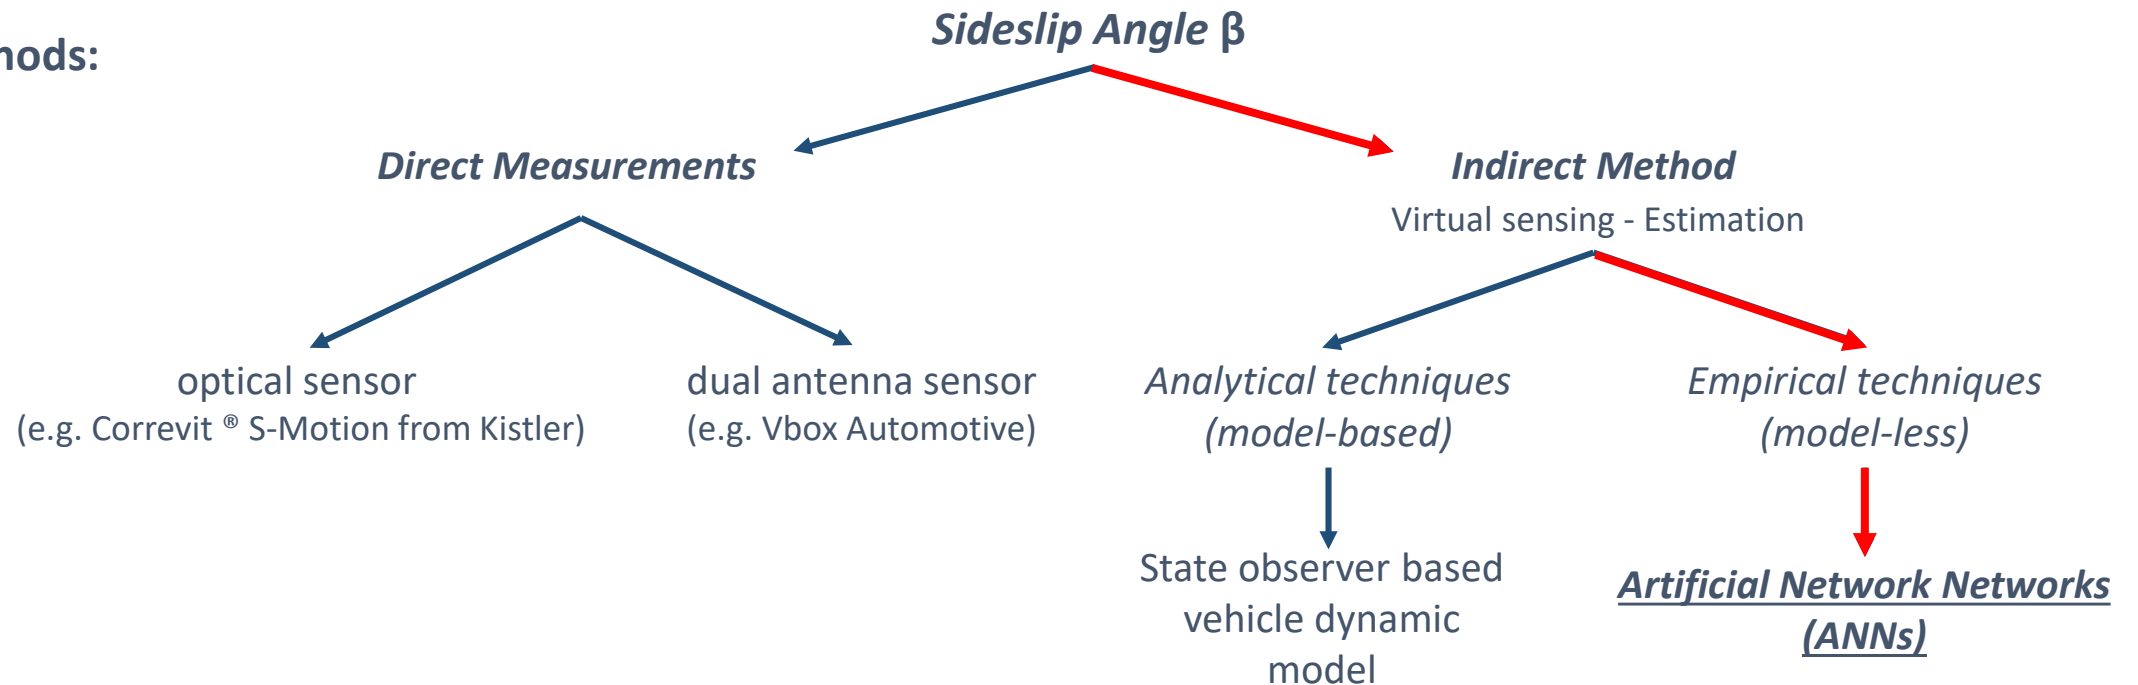 Sideslip Angle β
hods:
Direct Measurements
Indirect Method
Virtual sensing - Estimation
optical sensor
(e.g. Correvit ® S-Motion from Kistler)
dual antenna sensor
(e.g. Vbox Automotive)
Analytical techniques
(model-based)
Empirical techniques
(model-less)
State observer based
vehicle dynamic
model
Artificial Network Networks
(ANNs)